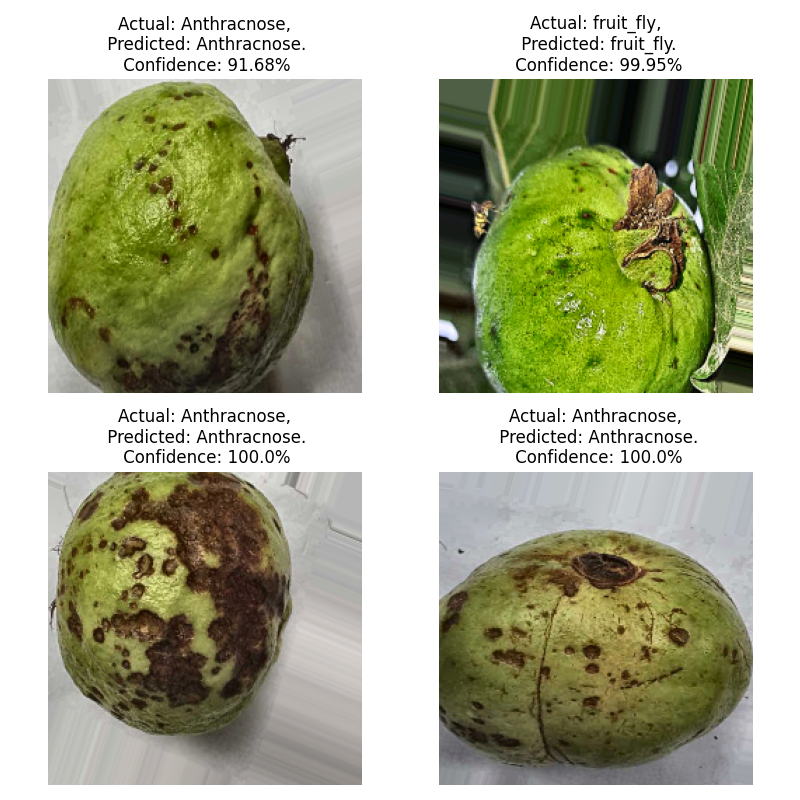 Actual: Anthracnose,
Predicted: Anthracnose.
Confidence: 91.68%
Actual: fruit_fly,
Predicted: fruit_fly.
Confidence: 99.95%
Actual: Anthracnose,
Predicted: Anthracnose.
Confidence: 100.0%
Actual: Anthracnose,
Predicted: Anthracnose.
Confidence: 100.0%